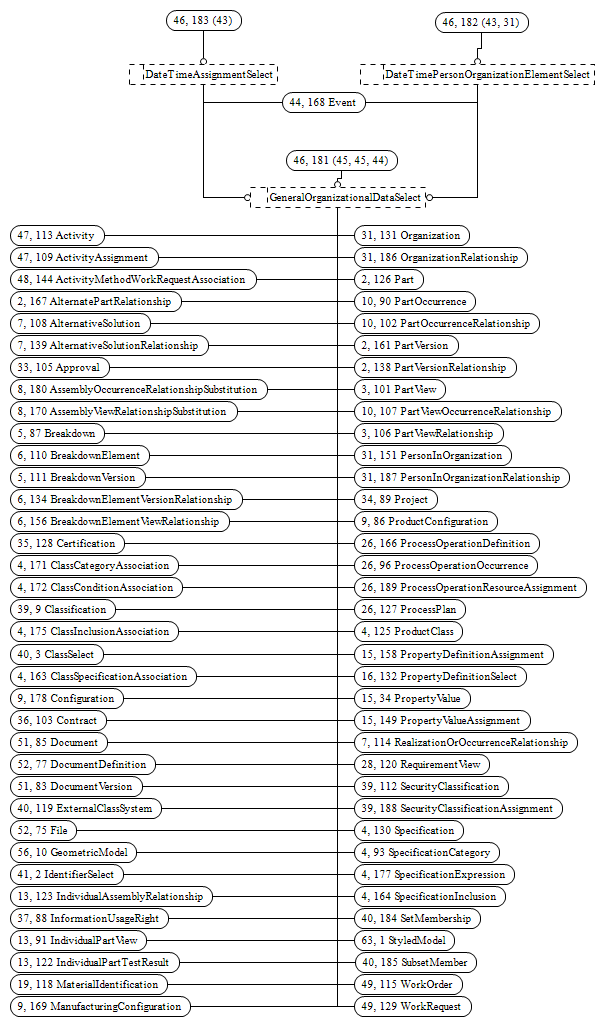 46, 183 (43)
46, 182 (43, 31)
DateTimeAssignmentSelect
DateTimePersonOrganizationElementSelect
44, 168 Event
46, 181 (45, 45, 44)
GeneralOrganizationalDataSelect
47, 113 Activity
31, 131 Organization
47, 109 ActivityAssignment
31, 186 OrganizationRelationship
48, 144 ActivityMethodWorkRequestAssociation
2, 126 Part
2, 167 AlternatePartRelationship
10, 90 PartOccurrence
7, 108 AlternativeSolution
10, 102 PartOccurrenceRelationship
7, 139 AlternativeSolutionRelationship
2, 161 PartVersion
33, 105 Approval
2, 138 PartVersionRelationship
8, 180 AssemblyOccurrenceRelationshipSubstitution
3, 101 PartView
8, 170 AssemblyViewRelationshipSubstitution
10, 107 PartViewOccurrenceRelationship
5, 87 Breakdown
3, 106 PartViewRelationship
6, 110 BreakdownElement
31, 151 PersonInOrganization
5, 111 BreakdownVersion
31, 187 PersonInOrganizationRelationship
6, 134 BreakdownElementVersionRelationship
34, 89 Project
6, 156 BreakdownElementViewRelationship
9, 86 ProductConfiguration
35, 128 Certification
26, 166 ProcessOperationDefinition
4, 171 ClassCategoryAssociation
26, 96 ProcessOperationOccurrence
4, 172 ClassConditionAssociation
26, 189 ProcessOperationResourceAssignment
39, 9 Classification
26, 127 ProcessPlan
4, 175 ClassInclusionAssociation
4, 125 ProductClass
40, 3 ClassSelect
15, 158 PropertyDefinitionAssignment
4, 163 ClassSpecificationAssociation
16, 132 PropertyDefinitionSelect
9, 178 Configuration
15, 34 PropertyValue
36, 103 Contract
15, 149 PropertyValueAssignment
51, 85 Document
7, 114 RealizationOrOccurrenceRelationship
52, 77 DocumentDefinition
28, 120 RequirementView
51, 83 DocumentVersion
39, 112 SecurityClassification
40, 119 ExternalClassSystem
39, 188 SecurityClassificationAssignment
52, 75 File
4, 130 Specification
56, 10 GeometricModel
4, 93 SpecificationCategory
41, 2 IdentifierSelect
4, 177 SpecificationExpression
13, 123 IndividualAssemblyRelationship
4, 164 SpecificationInclusion
37, 88 InformationUsageRight
40, 184 SetMembership
13, 91 IndividualPartView
63, 1 StyledModel
13, 122 IndividualPartTestResult
40, 185 SubsetMember
19, 118 MaterialIdentification
49, 115 WorkOrder
9, 169 ManufacturingConfiguration
49, 129 WorkRequest